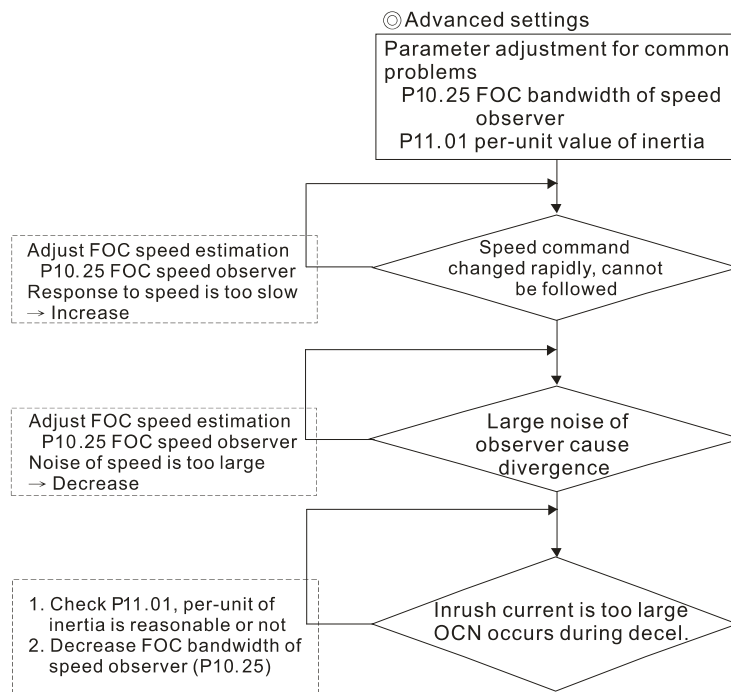 ◎Advanced settings
Parameter adjustment for common
problems
P10.25 FOC bandwidth of speed
observer
P11.01 per-unit value of inertia
Adjust FOC speed estimation
P10.25 FOC speed observer
Response to speed is too slow
→ Increase
Speed command
changed rapidly, cannot
be followed
Adjust FOC speed estimation
P10.25 FOC speed observer
Noise of speed is too large
→ Decrease
Large noise of
observer cause
divergence
1. Check P11.01, per-unit of
inertia is reasonable or not
2. Decrease FOC bandwidth of
speed observer (P10.25)
Inrush current is too large
OCN occurs during decel.